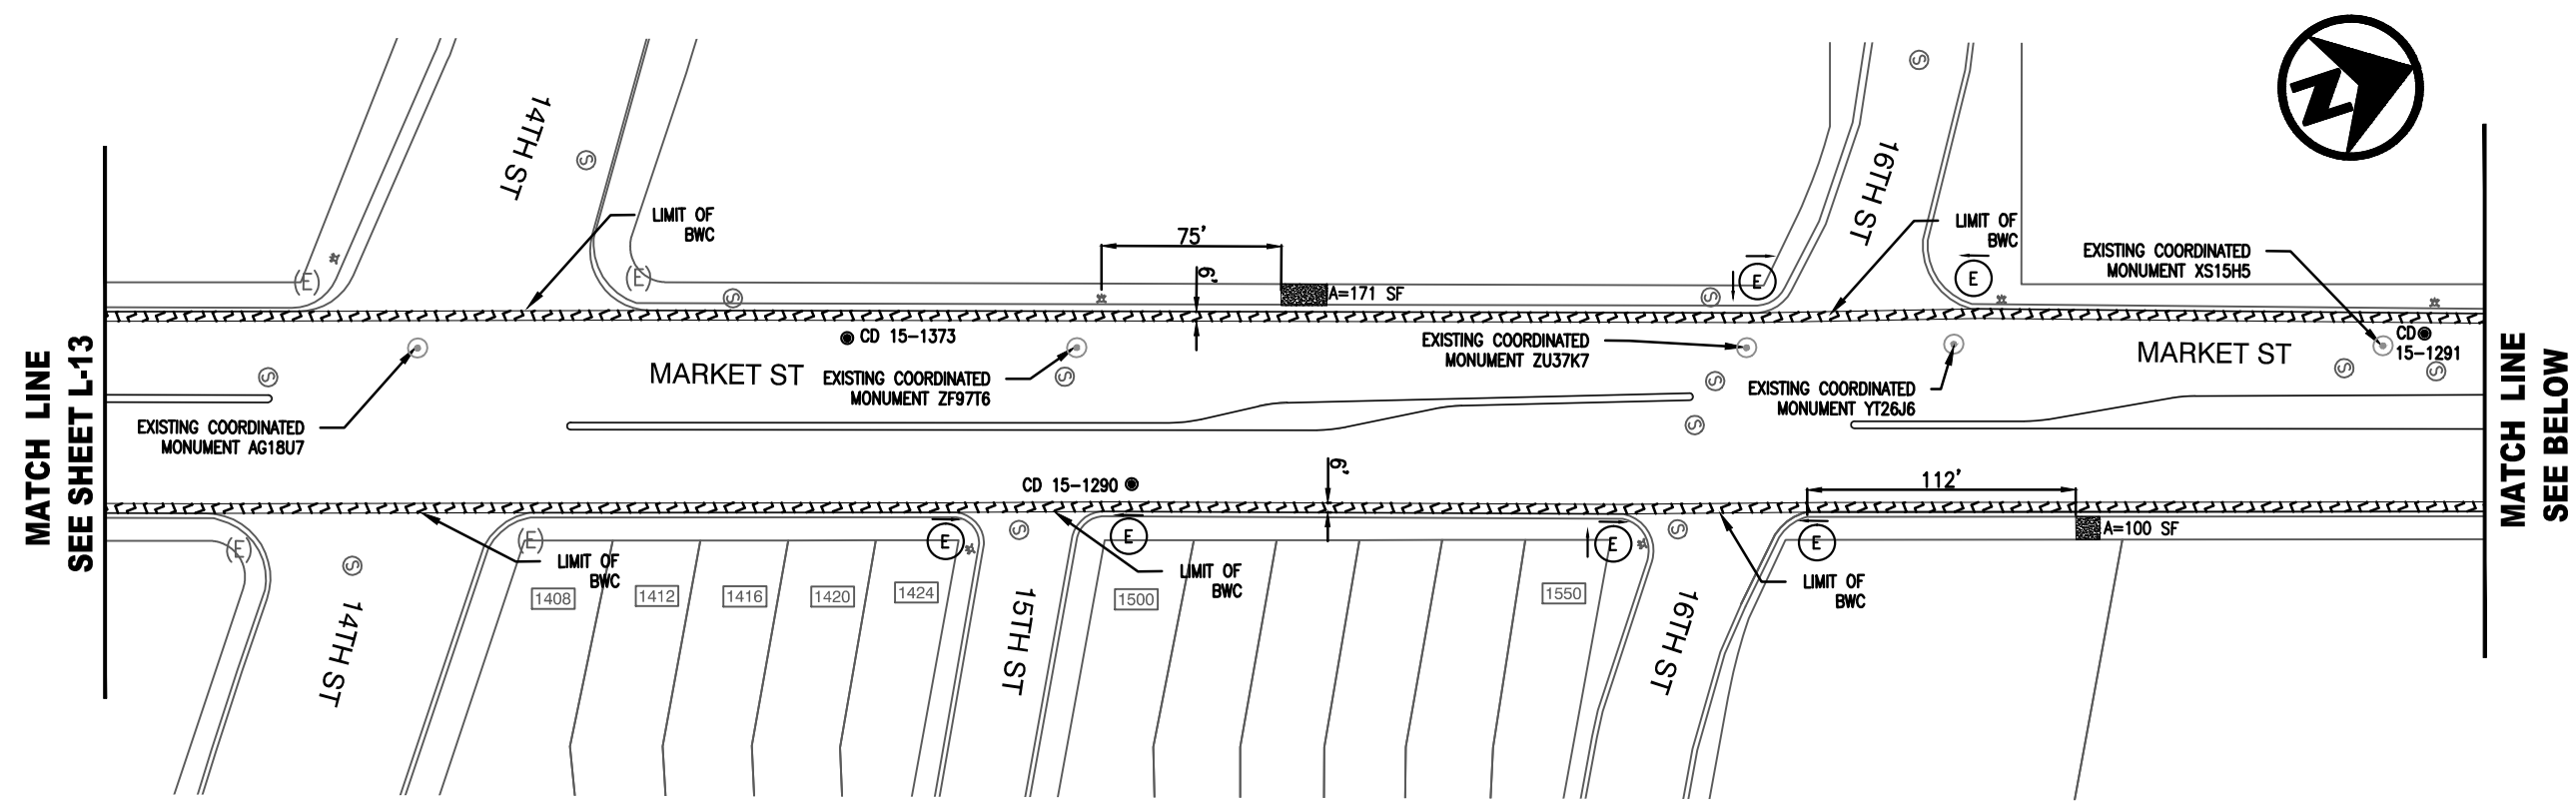 MATCH LINE
SEE SHEET L-13
14TH ST
S
(E)
(E)
LIMIT OF
BWC
S
75'
6'
A=171 SF
S
E
16TH ST
S
LIMIT OF
BWC
E
N
EXISTING COORDINATED
MONUMENT XS15H5
CD 15-1373
MARKET ST
EXISTING COORDINATED
MONUMENT ZF97T6
S
EXISTING COORDINATED
MONUMENT ZU37K7
S
EXISTING COORDINATED
MONUMENT YT26J6
MARKET ST
CD
15-1291
S
S
S
EXISTING COORDINATED
MONUMENT AG18U7
S
CD 15-1290
6'
112'
A=100 SF
(E)
S
14TH ST
(E)
LIMIT OF
BWC
1408
1412
1416
1420
1424
E
S
15TH ST
E
LIMIT OF
BWC
1500
1550
E
S
16TH ST
E
LIMIT OF
BWC
MATCH LINE
SEE BELOW